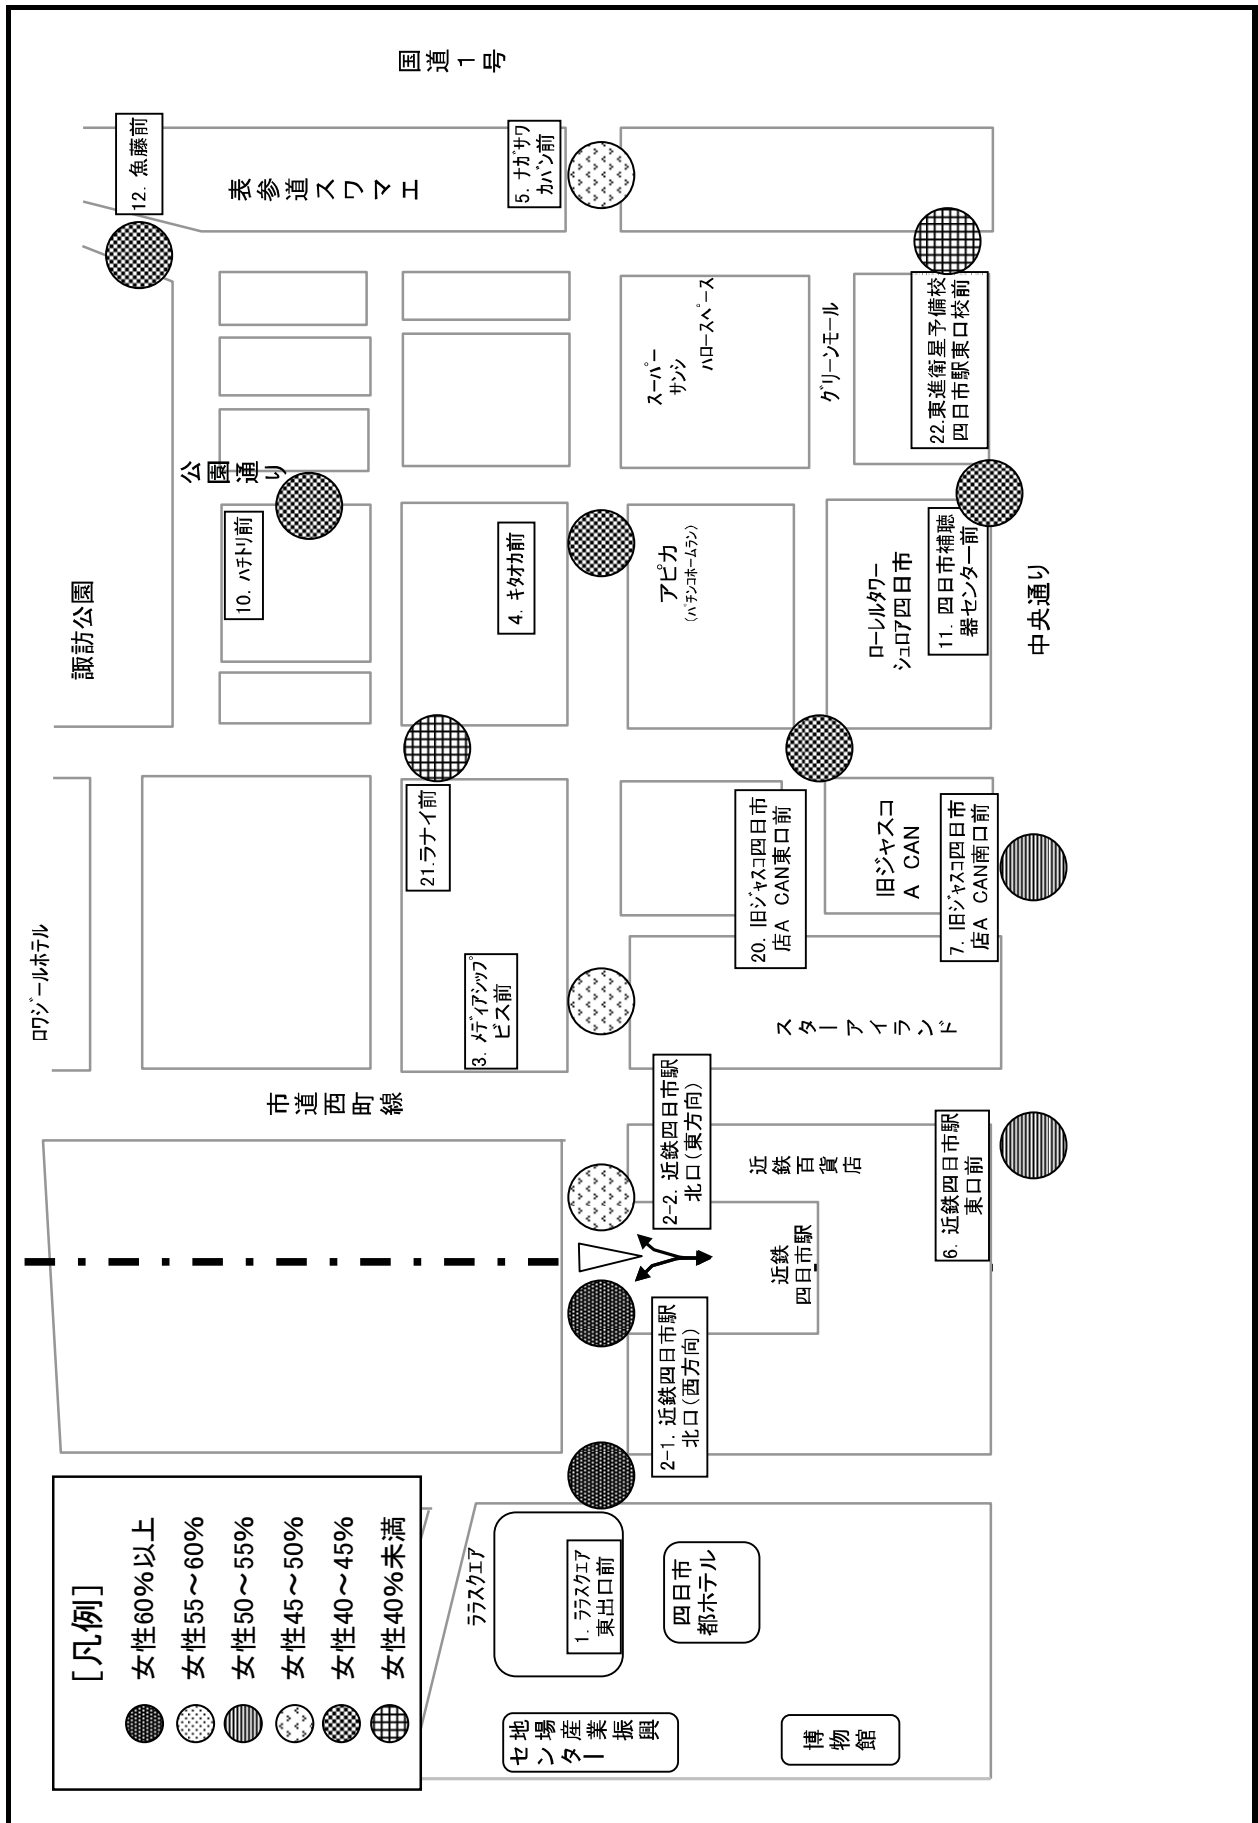 [凡例]
女性60%以上
女性55～60%
女性50～55%
女性45～50%
女性40～45%
女性40%未満
国道1号
12. 魚藤前
表参道スワマエ
5. ナガサワ
カバン前
スーパー
サンシ
ハロースペース
グリーンモール
22.東進衛星予備校
四日市駅東口校前
公園通り
諏訪公園
10. ハチトリ前
4. キタオカ前
アピカ
(パチンコホームラン)
ローレルタワー
シュロア四日市
11. 四日市補聴
器センター前
中央通り
21.ラナイ前
20. 旧ジャスコ四日市
店A CAN東口前
旧ジャスコ
A CAN
7. 旧ジャスコ四日市
店A CAN南口前
ロワジールホテル
3. メディアシップ
ビス前
スターアイランド
市道西町線
2-2. 近鉄四日市駅
北口(東方向)
近鉄百貨店
6. 近鉄四日市駅
東口前
近鉄
四日市駅
2-1. 近鉄四日市駅
北口(西方向)
ララスクエア
1. ララスクエア
東出口前
四日市
都ホテル
地場産業振興
センター
博物館